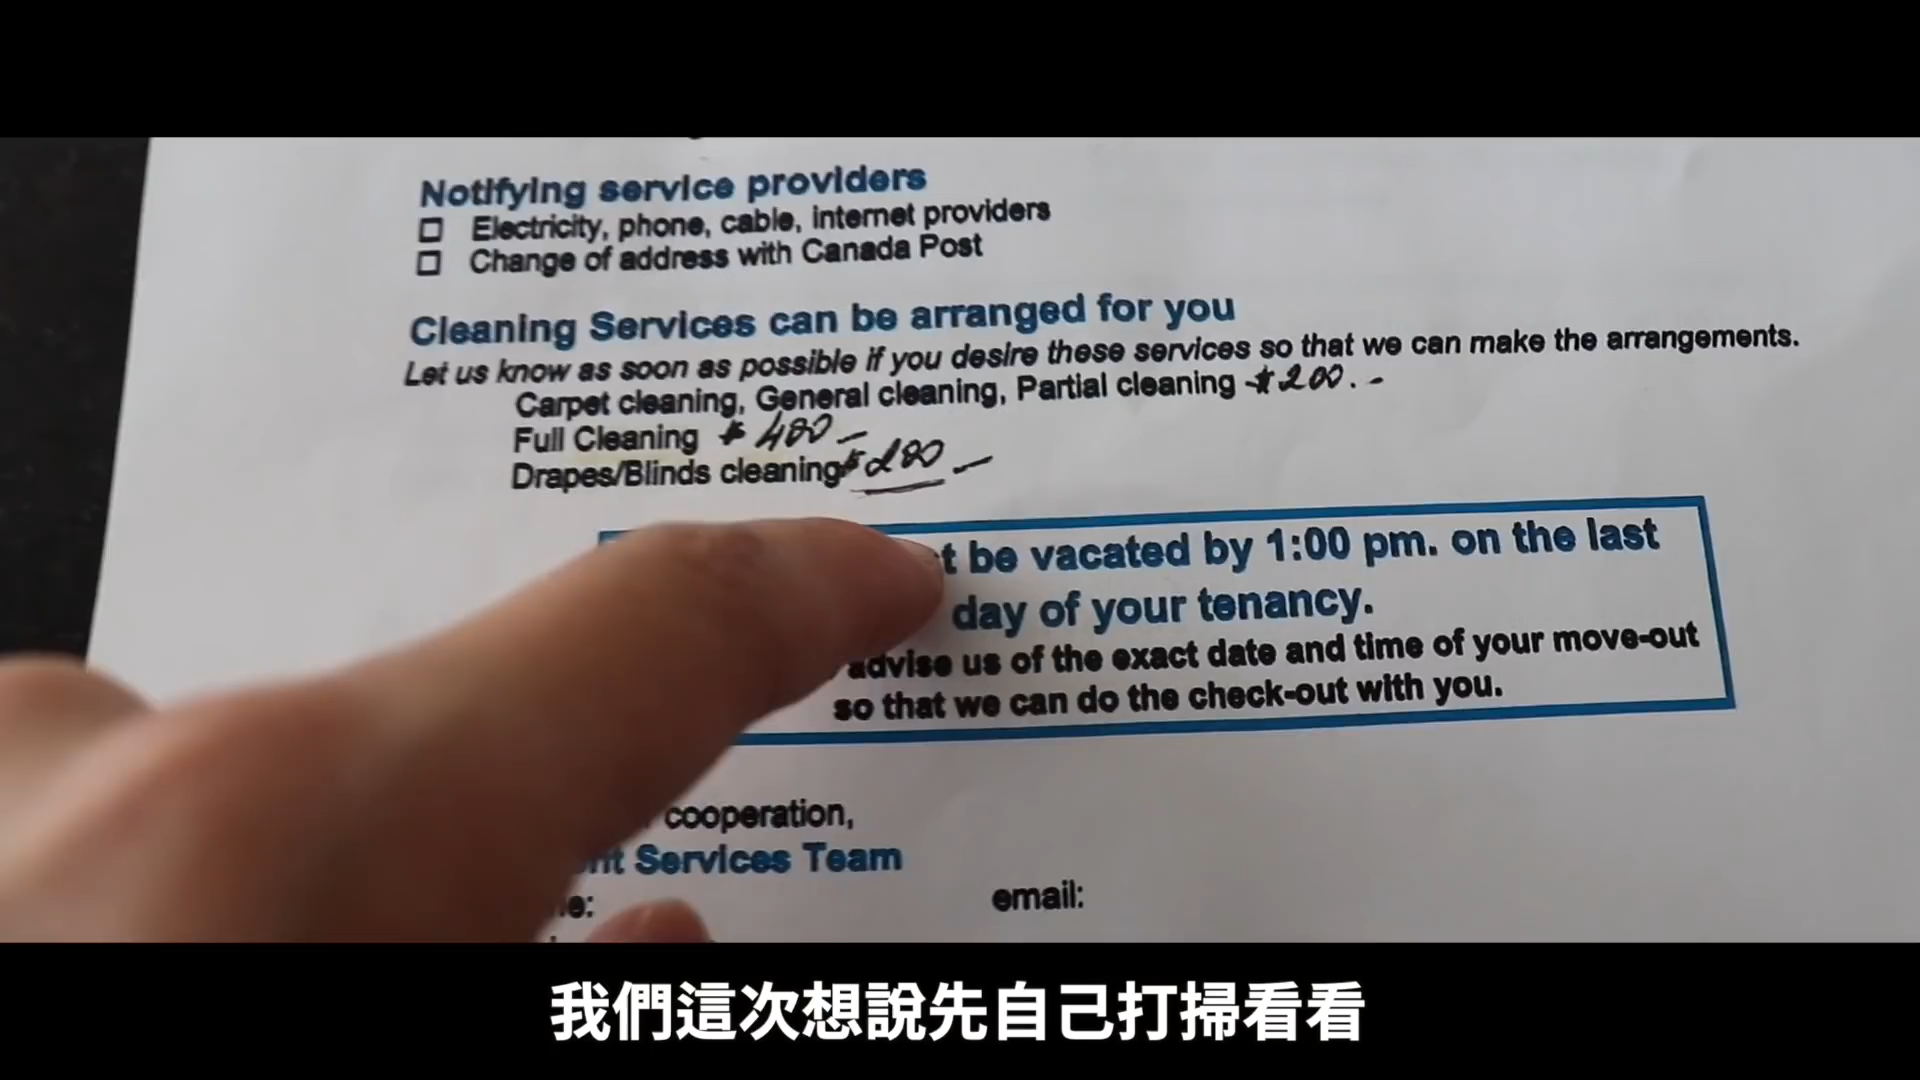 Notifying service providers
☐ Electricity, phone, cable, internet providers
☐ Change of address with Canada Post
Cleaning Services can be arranged for you
Let us know as soon as possible if you desire these services so that we can make the arrangements.
Carpet cleaning, General cleaning, Partial cleaning $200.-
Full Cleaning $400 -
Drapes/Blinds cleaning $200 -
be vacated by 1:00 pm. on the last
day of your tenancy.
advise us of the exact date and time of your move-out
so that we can do the check-out with you.
cooperation,
Services Team
email:
我們這次想說先自己打掃看看